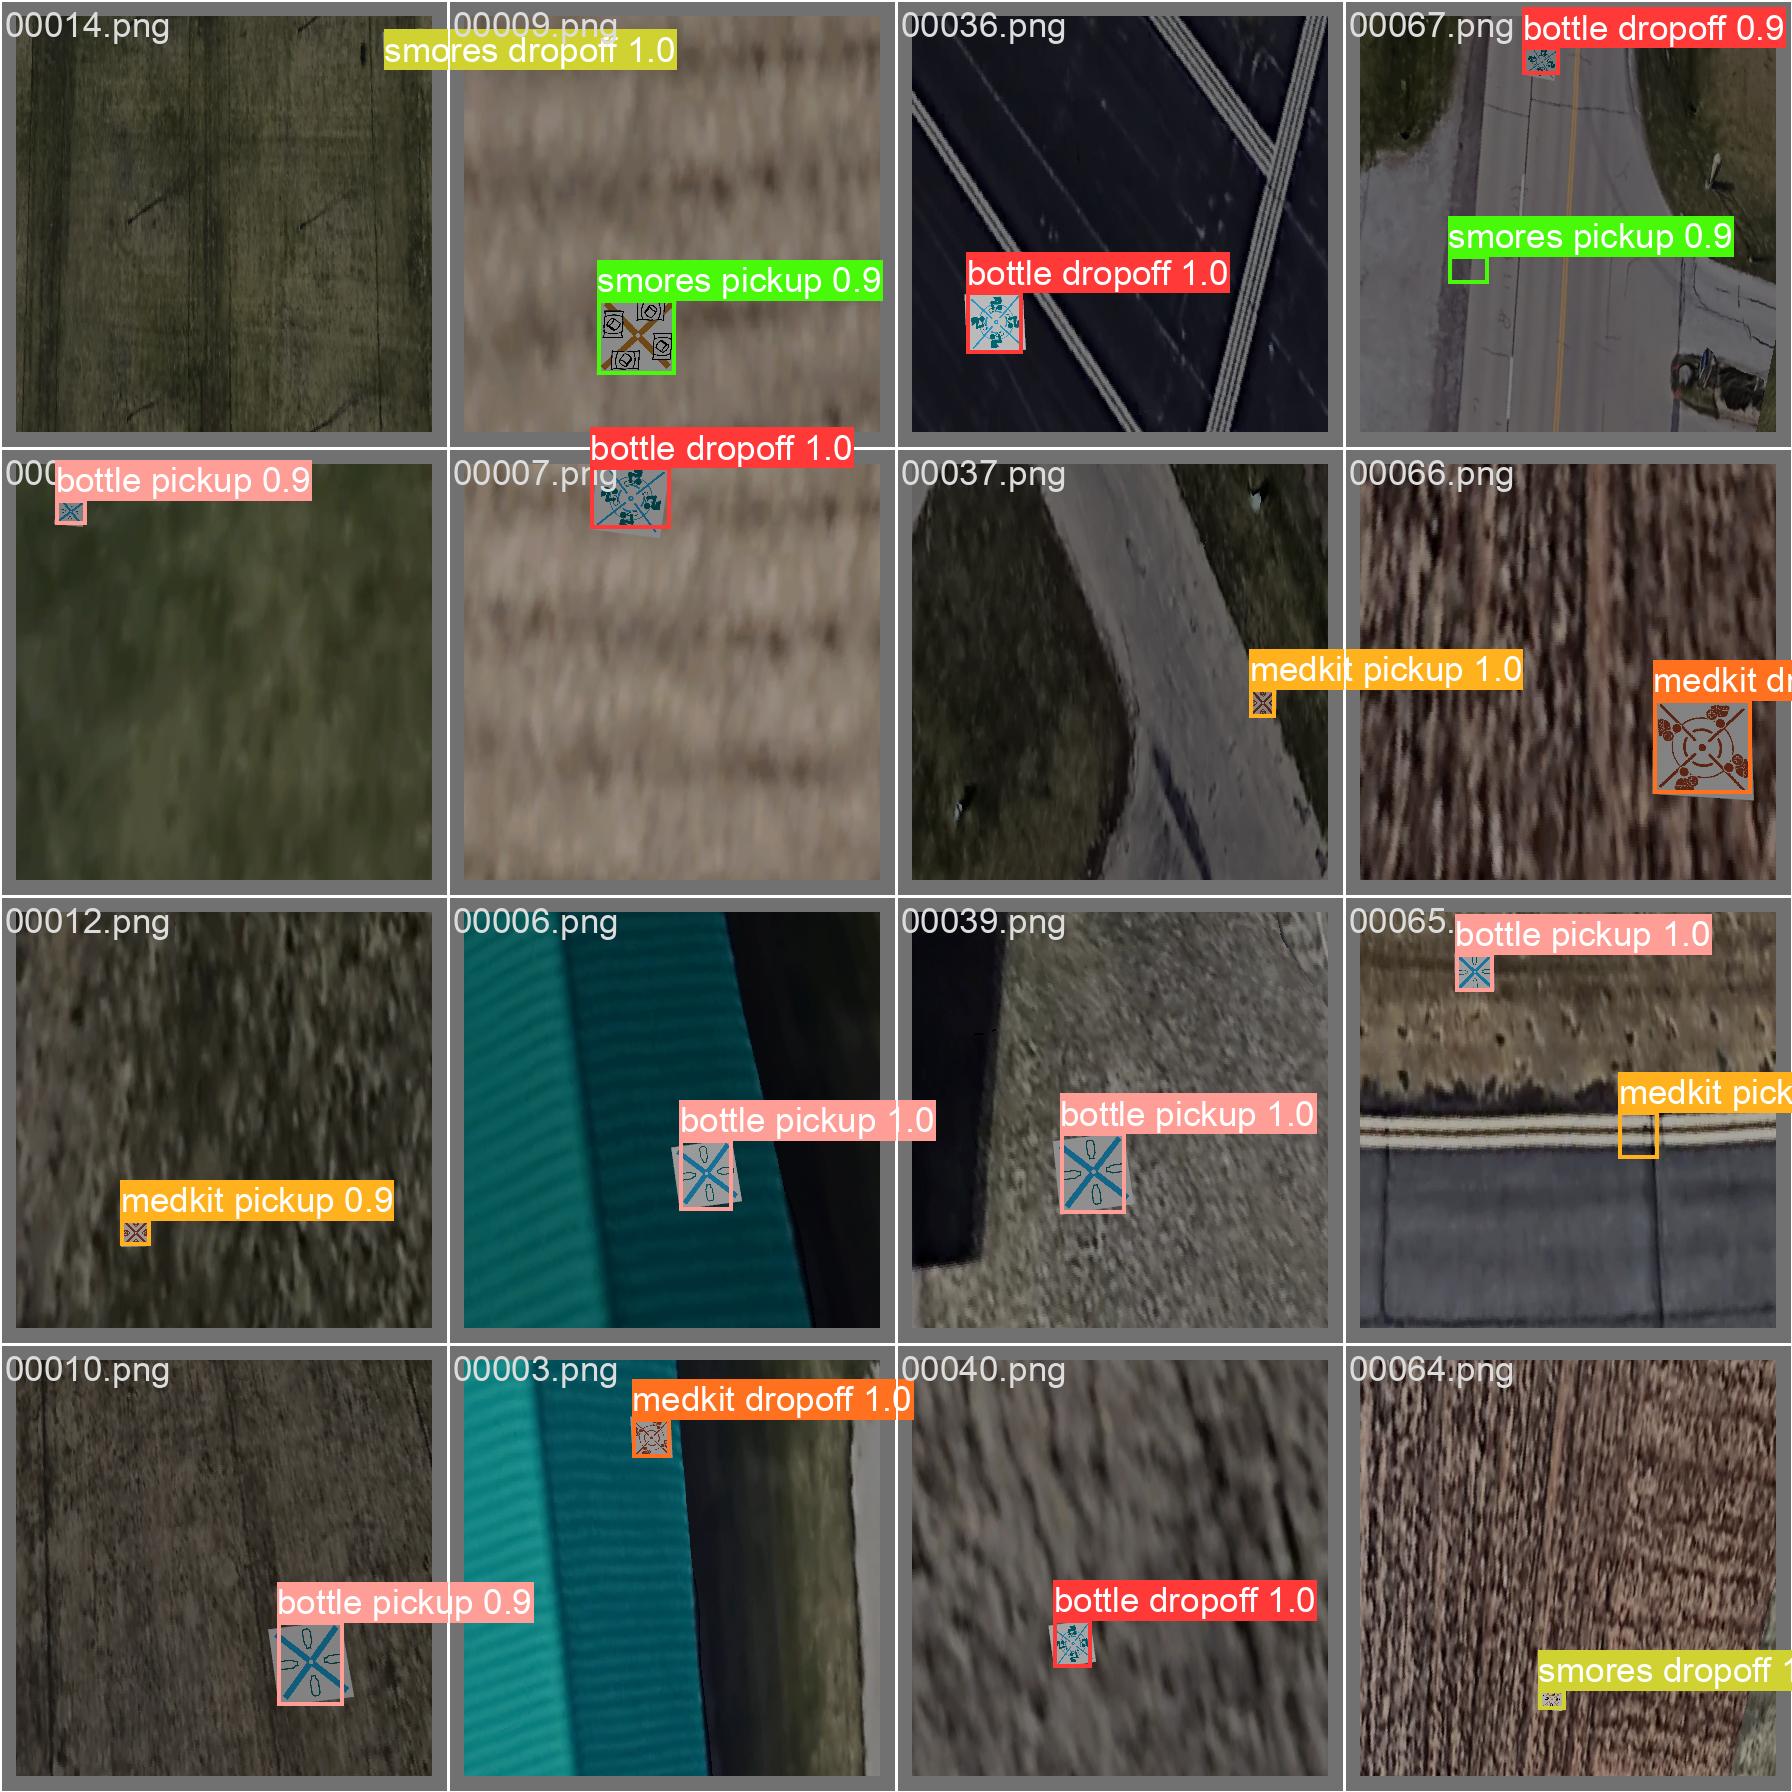 00014.png
smores dropoff 1.0
00009.png
smores pickup 0.9
00036.png
bottle dropoff 1.0
00067.png
bottle dropoff 0.9
smores pickup 0.9
000
bottle pickup 0.9
00007.png
bottle dropoff 1.0
00037.png
medkit pickup 1.0
00066.png
medkit dr
00012.png
medkit pickup 0.9
00006.png
bottle pickup 1.0
00039.png
bottle pickup 1.0
00065.
bottle pickup 1.0
medkit pick
00010.png
bottle pickup 0.9
00003.png
medkit dropoff 1.0
00040.png
bottle dropoff 1.0
00064.png
smores dropoff 1